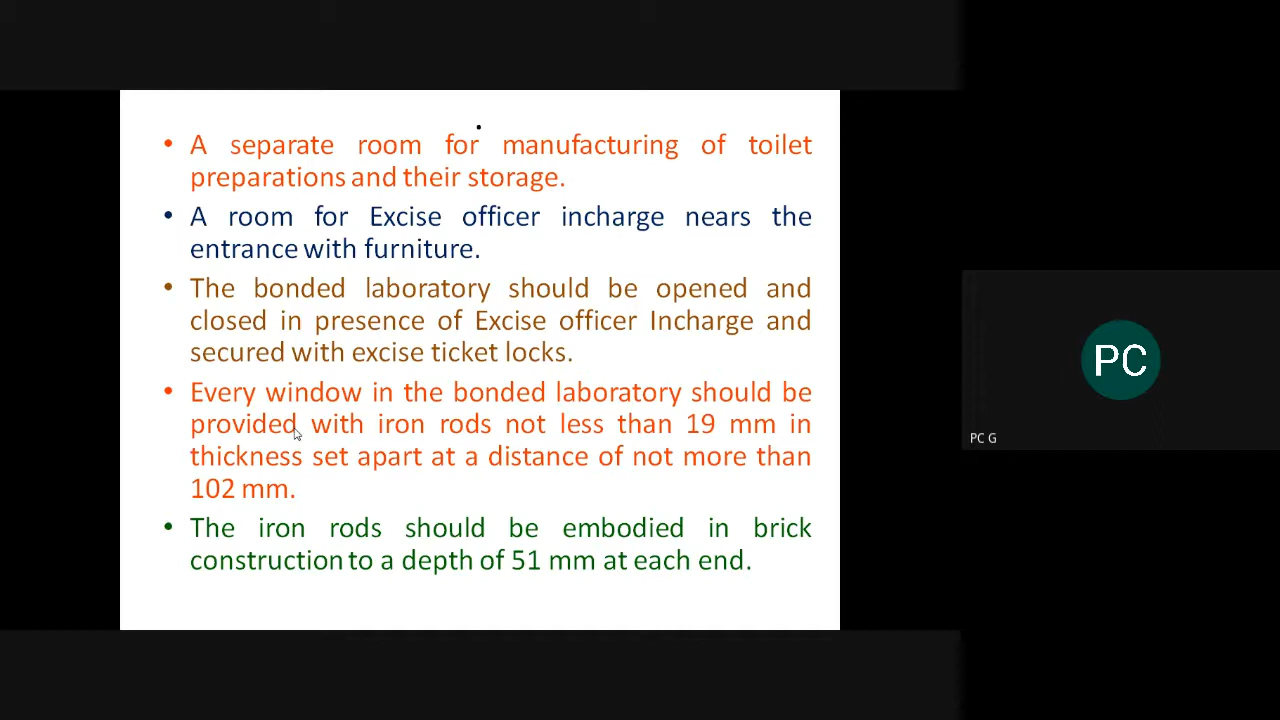 • A separate room for manufacturing of toilet
preparations and their storage.
• A room for Excise officer incharge nears the
entrance with furniture.
• The bonded laboratory should be opened and
closed in presence of Excise officer Incharge and
secured with excise ticket locks.
• Every window in the bonded laboratory should be
provided with iron rods not less than 19 mm in
thickness set apart at a distance of not more than
102 mm.
• The iron rods should be embodied in brick
construction to a depth of 51 mm at each end.
PC
PC G